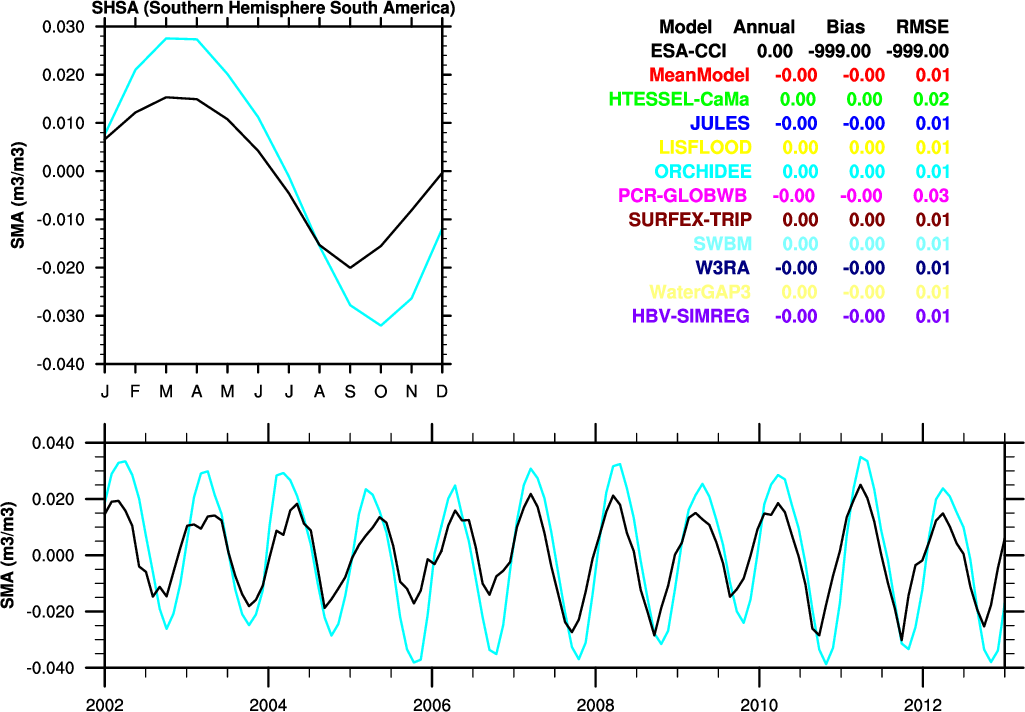 SHSA (Southern Hemisphere South America)
0.030
0.020
0.010
0.000
-0.010
-0.020
-0.030
-0.040
SMA (m3/m3)
J F M A M J J A S O N D
Model Annual Bias RMSE
ESA-CCI 0.00 -999.00 -999.00
MeanModel -0.00 -0.00 0.01
HTESSEL-CaMa 0.00 0.00 0.02
JULES -0.00 -0.00 0.01
LISFLOOD 0.00 0.00 0.01
ORCHIDEE 0.00 0.00 0.01
PCR-GLOBWB -0.00 -0.00 0.03
SURFEX-TRIP 0.00 0.00 0.01
SWBM 0.00 0.00 0.01
W3RA -0.00 -0.00 0.01
WaterGAP3 0.00 -0.00 0.01
HBV-SIMREG -0.00 -0.00 0.01
0.040
0.020
0.000
-0.020
-0.040
SMA (m3/m3)
2002 2004 2006 2008 2010 2012